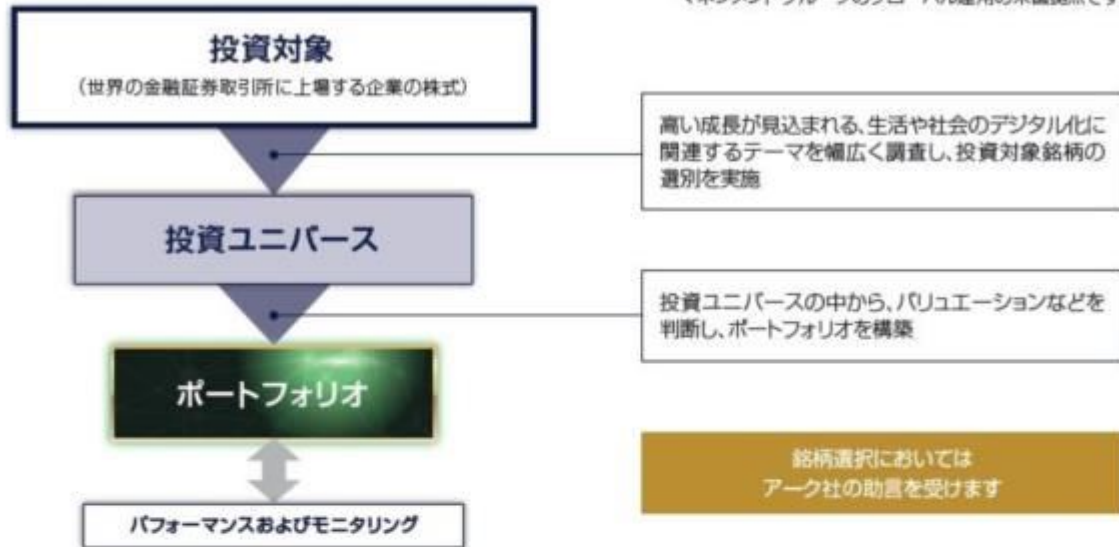 投資対象
(世界の金融証券取引所に上場する企業の株式)
高い成長が見込まれる、生活や社会のデジタル化に
関連するテーマを幅広く調査し、投資対象銘柄の
選別を実施
投資ユニバース
投資ユニバースの中から、バリュエーションなどを
判断し、ポートフォリオを構築
ポートフォリオ
銘柄選択においては
アーク社の助言を受けます
パフォーマンスおよびモニタリング